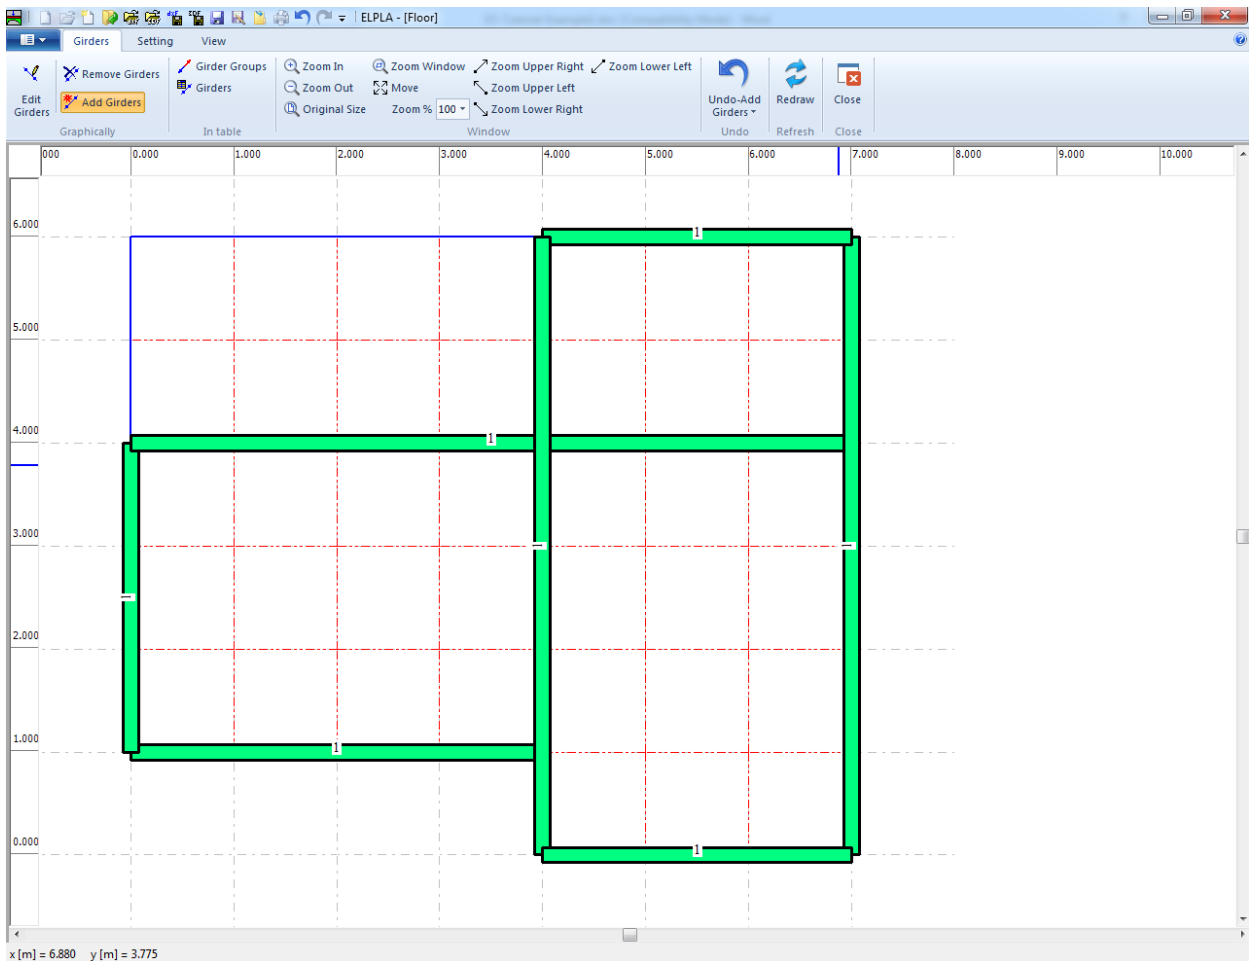 ELPLA - [Floor]
Girders Setting View
Edit Girders
Remove Girders
Add Girders
Graphically
Girder Groups
Girders
In table
Zoom In
Zoom Out
Original Size
Zoom Window
Move
Zoom % 100
Zoom Upper Right
Zoom Upper Left
Zoom Lower Right
Zoom Lower Left
Window
Undo-Add Girders
Undo
Redraw
Refresh
Close
Close
000 0.000 1.000 2.000 3.000 4.000 5.000 6.000 7.000 8.000 9.000 10.000
6.000
5.000
4.000
3.000
2.000
1.000
0.000
1
1
1
1
1
1
1
x [m] = 6.880 y [m] = 3.775